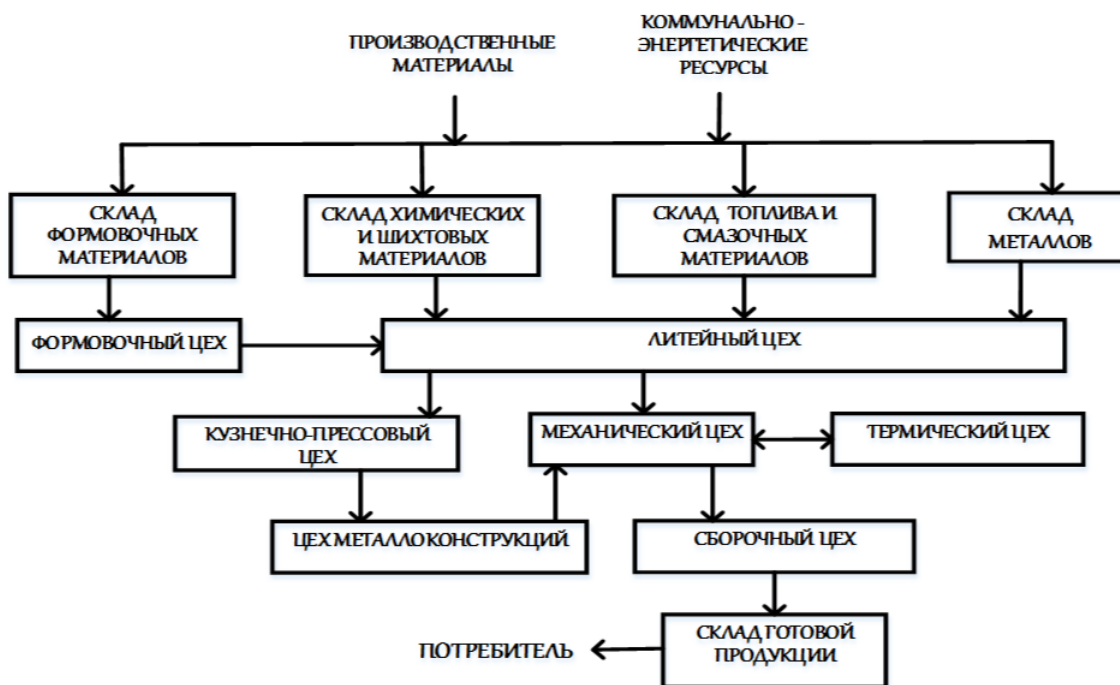 ПРОИЗВОДСТВЕННЫЕ
МАТЕРИАЛЫ
КОММУНАЛЬНО -
ЭНЕРГЕТИЧЕСКИЕ
РЕСУРСЫ
СКЛАД
ФОРМОВОЧНЫХ
МАТЕРИАЛОВ
СКЛАД ХИМИЧЕСКИХ
И ШИХТОВЫХ
МАТЕРИАЛОВ
СКЛАД ТОПЛИВА И
СМАЗОЧНЫХ
МАТЕРИАЛОВ
СКЛАД
МЕТАЛЛОВ
ФОРМОВОЧНЫЙ ЦЕХ
ЛИТЕЙНЫЙ ЦЕХ
КУЗНЕЧНО-ПРЕССОВЫЙ
ЦЕХ
МЕХАНИЧЕСКИЙ ЦЕХ
ТЕРМИЧЕСКИЙ ЦЕХ
ЦЕХ МЕТАЛЛОКОНСТРУКЦИЙ
СБОРОЧНЫЙ ЦЕХ
ПОТРЕБИТЕЛЬ
СКЛАД ГОТОВОЙ
ПРОДУКЦИИ